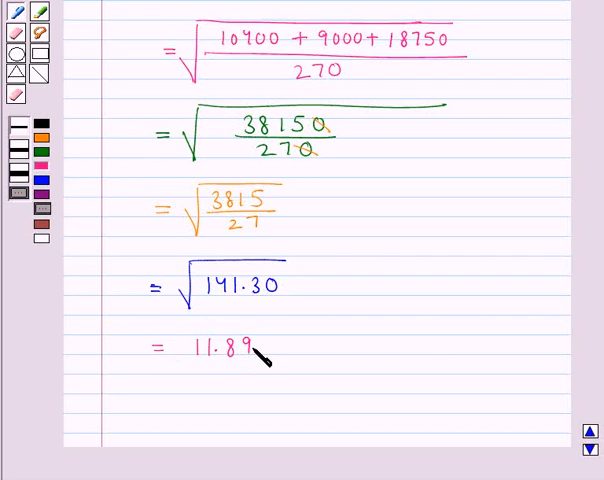 = √(10400 + 9000 + 18750 / 270)
= √(38150 / 270)
= √(3815 / 27)
= √141.30
= 11.89